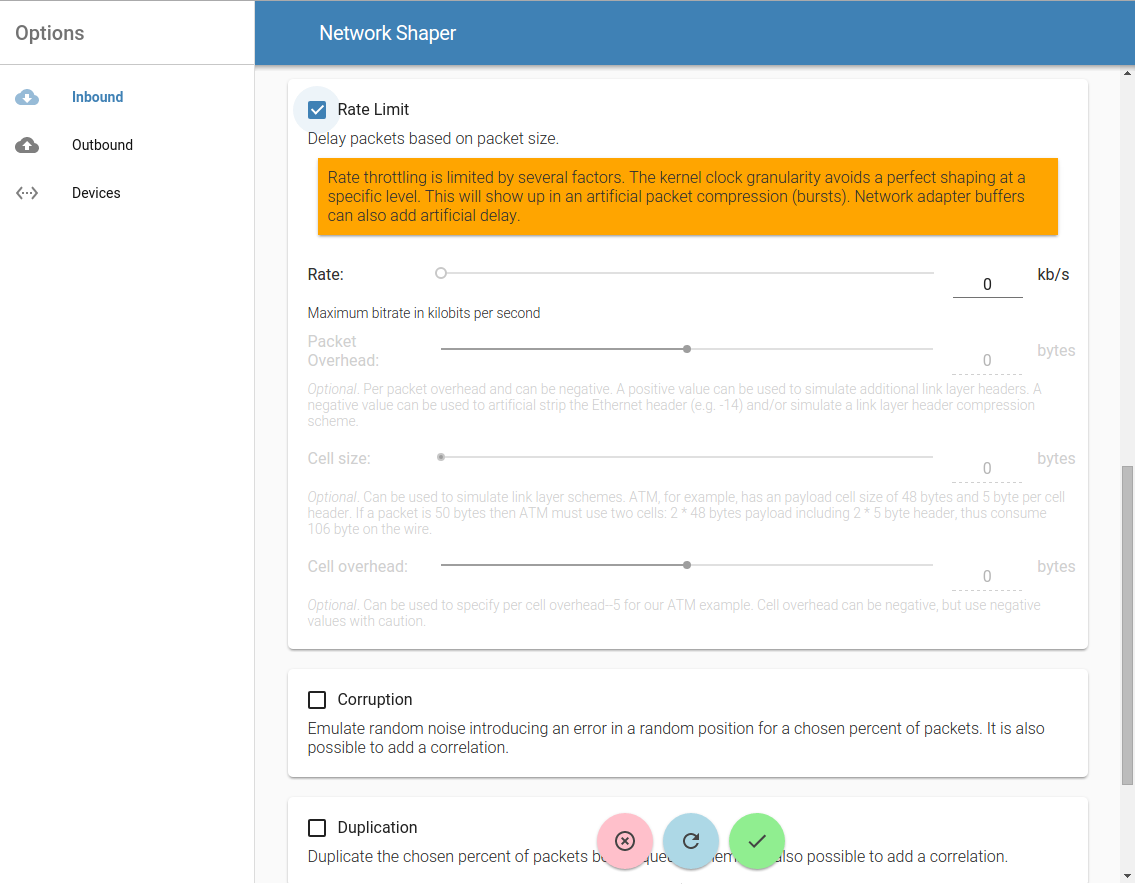 Options
Network Shaper
Inbound
Outbound
Devices
Rate Limit
Delay packets based on packet size.
Rate throttling is limited by several factors. The kernel clock granularity avoids a perfect shaping at a
specific level. This will show up in an artificial packet compression (bursts). Network adapter buffers
can also add artificial delay.
Rate:
0
kb/s
Maximum bitrate in kilobits per second
Packet
Overhead:
0
bytes
Optional. Per packet overhead and can be negative. A positive value can be used to simulate additional link layer headers. A
negative value can be used to artificial strip the Ethernet header (e.g. -14) and/or simulate a link layer header compression
scheme.
Cell size:
0
bytes
Optional. Can be used to simulate link layer schemes. ATM, for example, has an payload cell size of 48 bytes and 5 byte per cell
header. If a packet is 50 bytes then ATM must use two cells: 2 * 48 bytes payload including 2 * 5 byte header, thus consume
106 byte on the wire.
Cell overhead:
0
bytes
Optional. Can be used to specify per cell overhead--5 for our ATM example. Cell overhead can be negative, but use negative
values with caution.
Corruption
Emulate random noise introducing an error in a random position for a chosen percent of packets. It is also
possible to add a correlation.
Duplication
Duplicate the chosen percent of packets also possible to add a correlation.